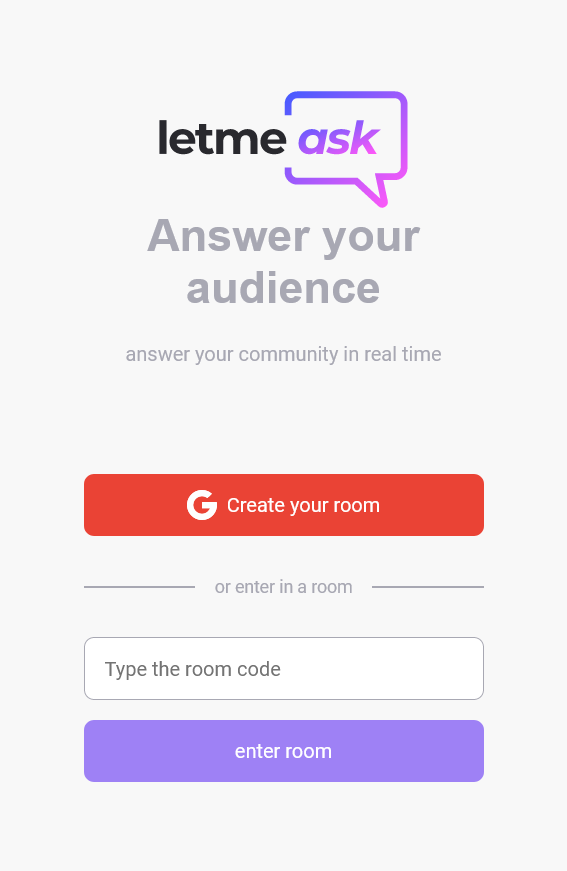 letme ask
Answer your
audience
answer your community in real time
Create your room
or enter in a room
Type the room code
enter room